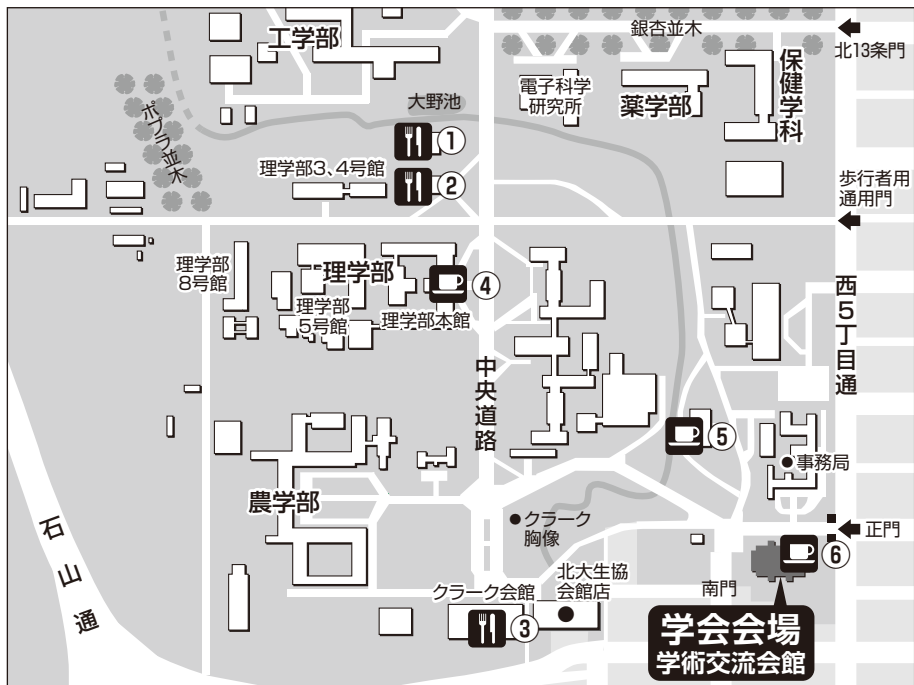 工学部
銀杏並木
北13条門
保健学科
電子科学
研究所
薬学部
大野池
ポプラ並木
①
理学部3、4号館
②
歩行者用
通用門
理学部
8号館
理学部
④
理学部
5号館
理学部本館
西5丁目通
中央道路
⑤
事務局
農学部
クラーク
胸像
正門
石山通
⑥
クラーク会館
北大生協
会館店
南門
③
学会会場
学術交流会館